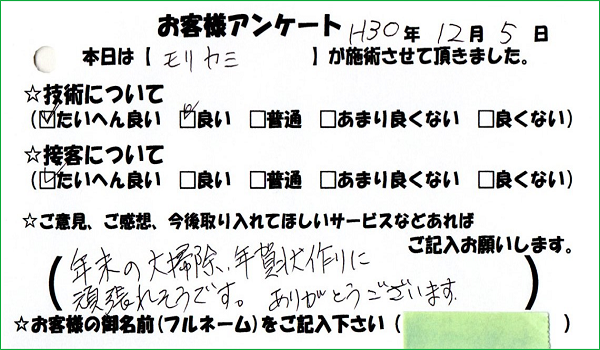 お客様アンケート H30年 12月 5日
本日は【 モリカミ 】が施術させて頂きました。
☆技術について
(☑たいへん良い ☑良い □普通 □あまり良くない □良くない)
☆接客について
(☑たいへん良い □良い □普通 □あまり良くない □良くない)
☆ご意見、ご感想、今後取り入れてほしいサービスなどあれば
ご記入お願いします。
(年末の大掃除、年賀状作りに
頑張れそうです。ありがとうございます)
☆お客様の御名前(フルネーム)をご記入下さい( )